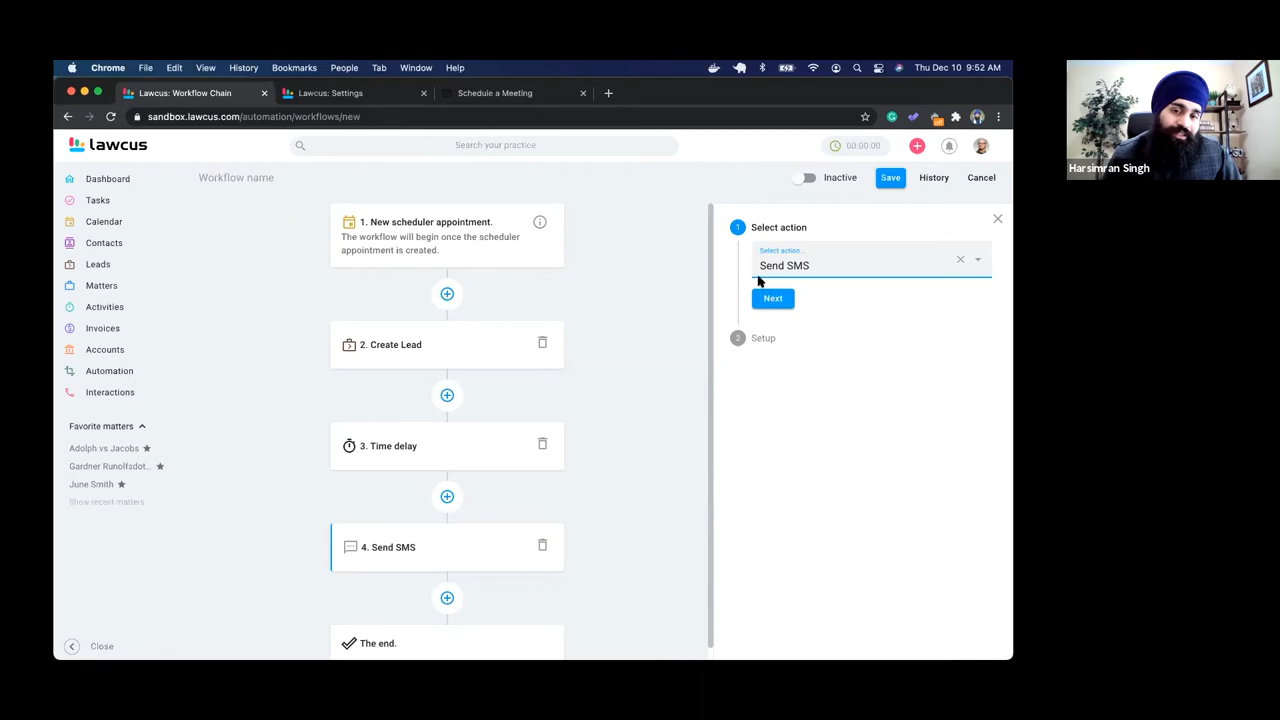 Chrome File Edit View History Bookmarks People Tab Window Help Thu Dec 10 9:52 AM
Lawcus: Workflow Chain Lawcus: Settings Schedule a Meeting
sandbox.lawcus.com/automation/workflows/new
lawcus Search your practice 00:00:00
Workflow name Inactive Save History Cancel
Dashboard
Tasks
Calendar
Contacts
Leads
Matters
Activities
Invoices
Accounts
Automation
Interactions
Favorite matters
Adolph vs Jacobs
Gardner Runolfsdot...
June Smith
Show recent matters
Close
1. New scheduler appointment.
The workflow will begin once the scheduler
appointment is created.
2. Create Lead
3. Time delay
4. Send SMS
The end.
1 Select action
Select action...
Send SMS
Next
2 Setup
Harsimran Singh